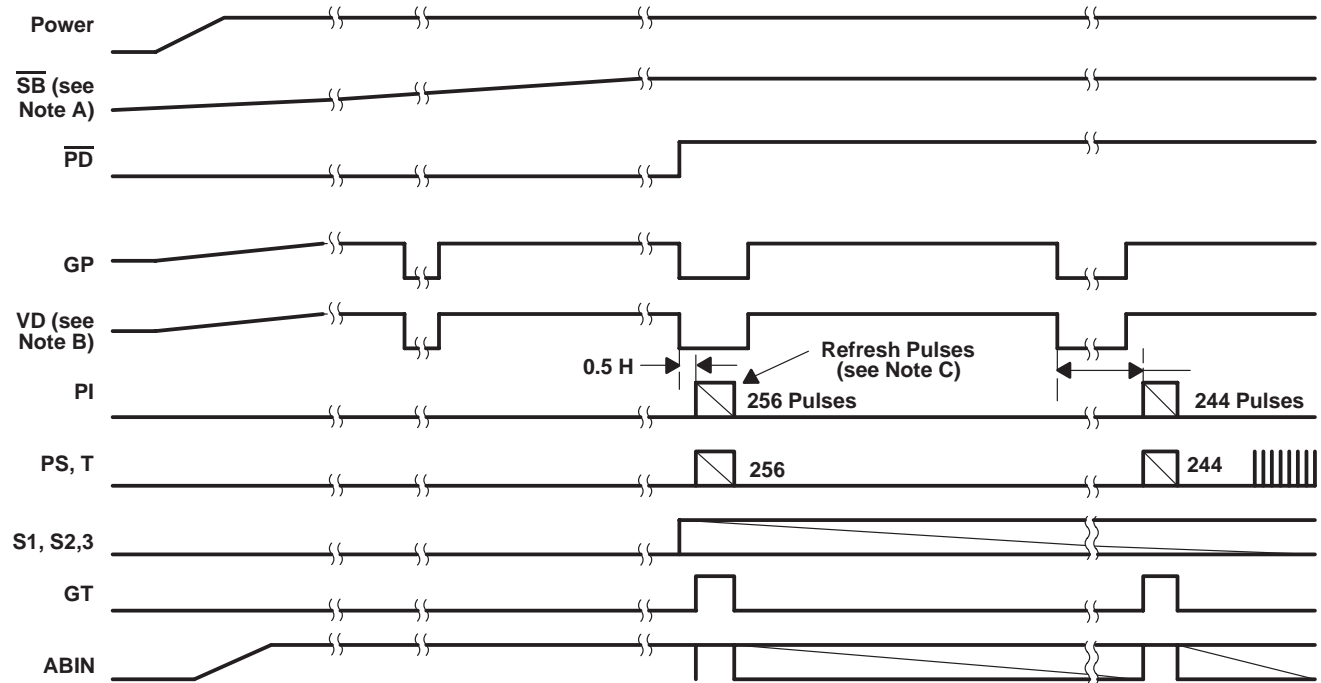 Power
SB (see
Note A)
PD
GP
VD (see
Note B)
0.5 H
Refresh Pulses
(see Note C)
PI
256 Pulses
244 Pulses
PS, T
256
244
S1, S2,3
GT
ABIN